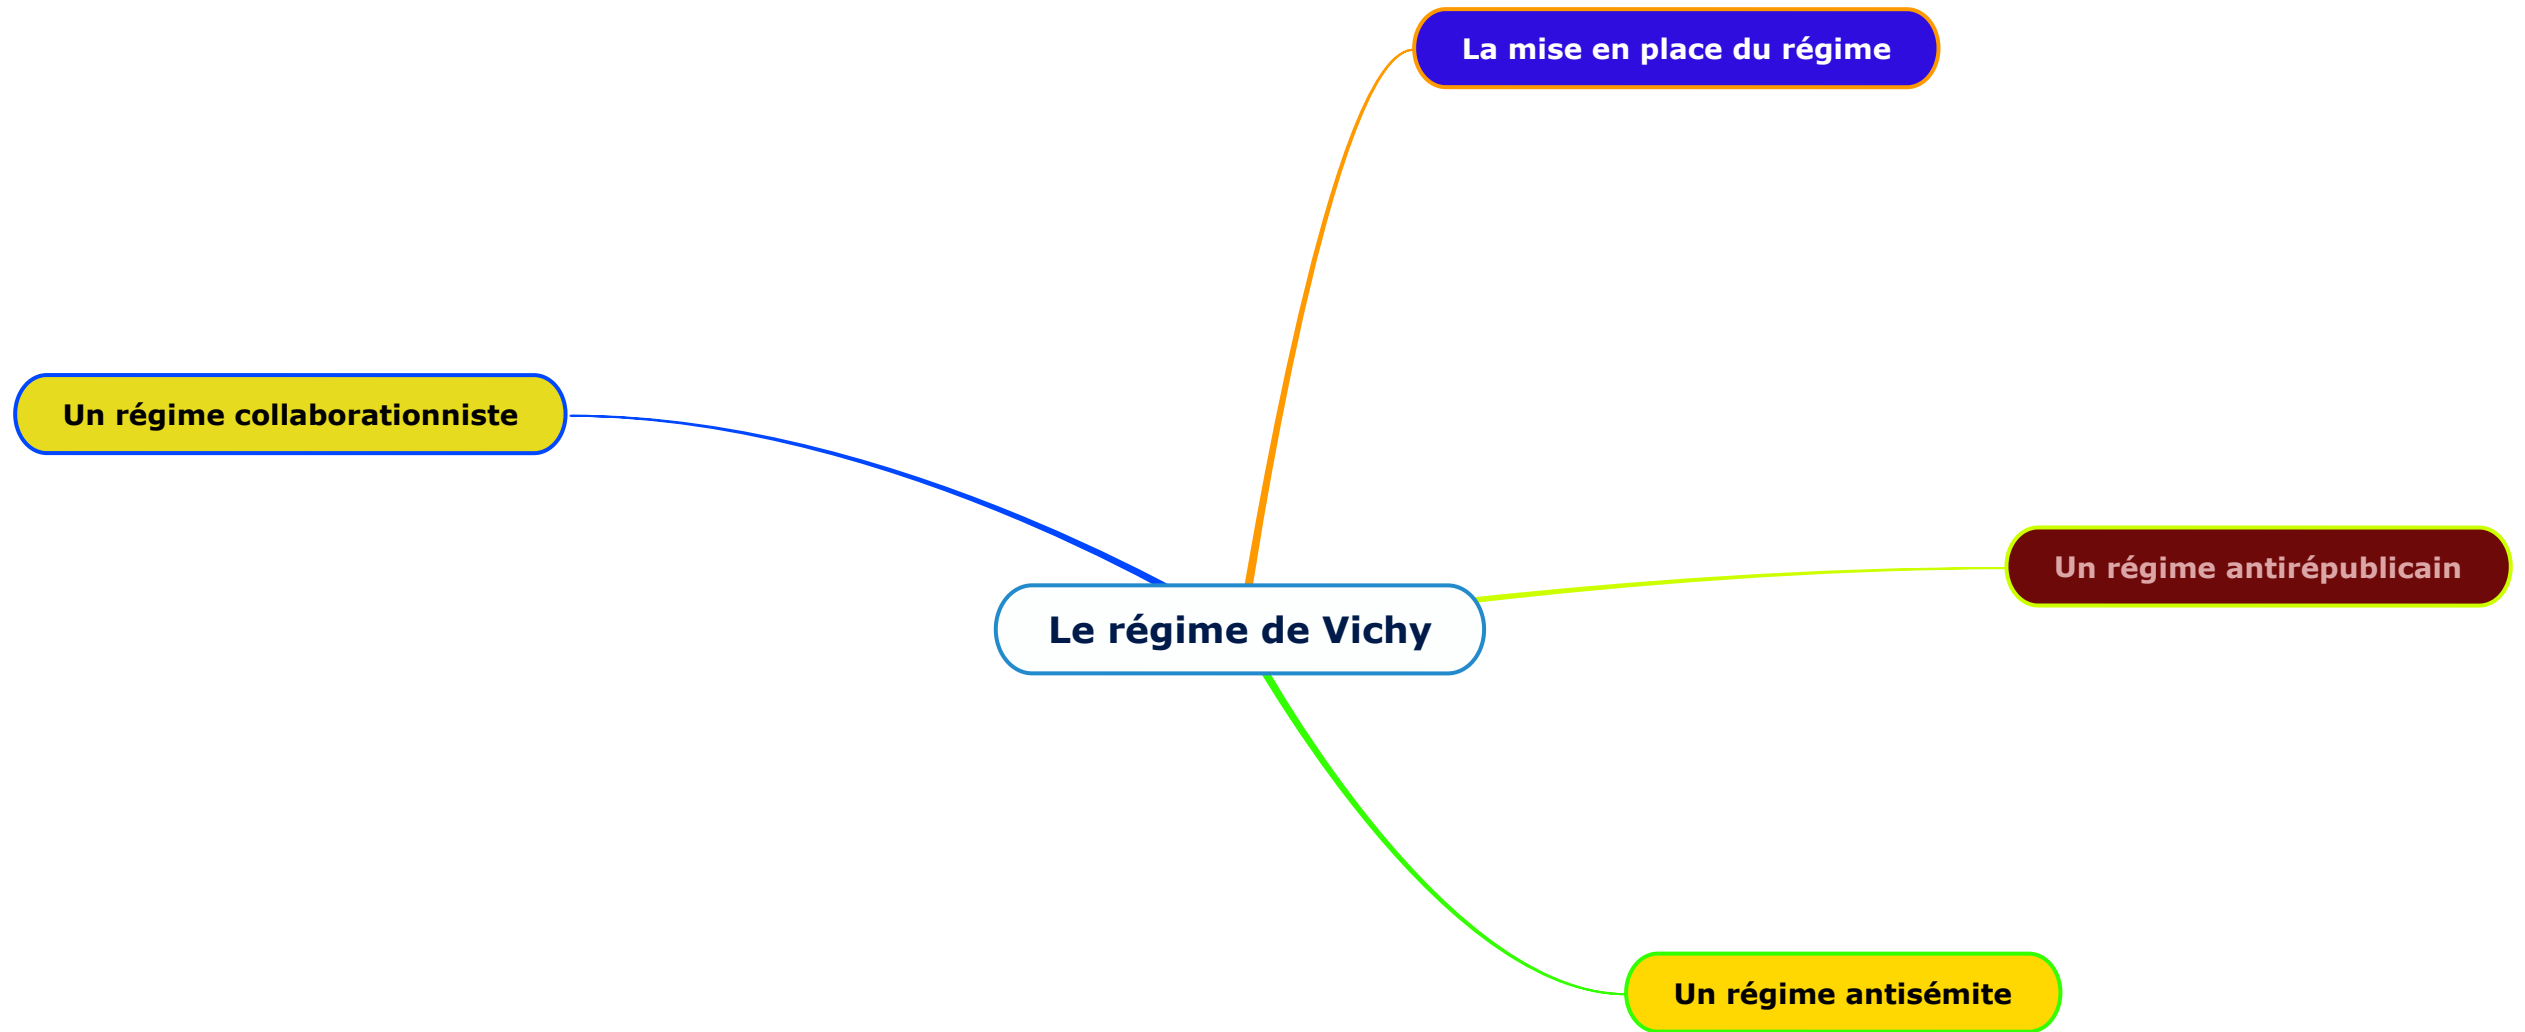 La mise en place du régime
Un régime collaborationniste
Un régime antirépublicain
Le régime de Vichy
Un régime antisémite